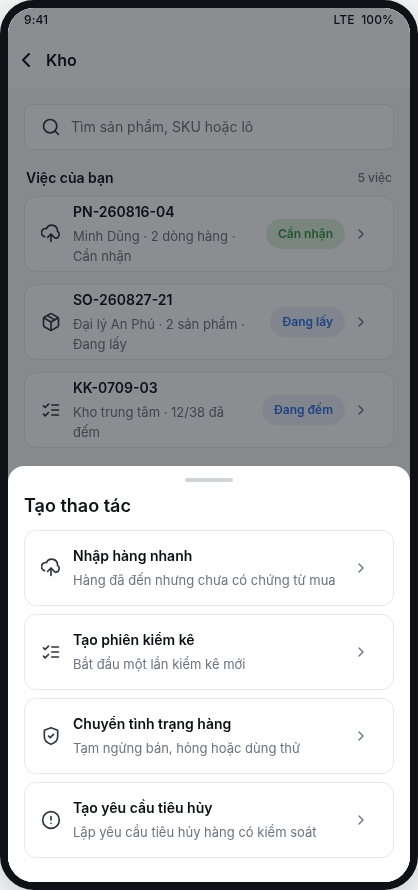 9:41
LTE 100%
Kho
Tìm sản phẩm, SKU hoặc lô
Việc của bạn
5 việc
PN-260816-04
Minh Dũng · 2 dòng hàng ·
Cần nhận
Cần nhận
SO-260827-21
Đại lý An Phú · 2 sản phẩm ·
Đang lấy
Đang lấy
KK-0709-03
Kho trung tâm · 12/38 đã
đếm
Đang đếm
Tạo thao tác
Nhập hàng nhanh
Hàng đã đến nhưng chưa có chứng từ mua
Tạo phiên kiểm kê
Bắt đầu một lần kiểm kê mới
Chuyển tình trạng hàng
Tạm ngừng bán, hỏng hoặc dùng thử
Tạo yêu cầu tiêu hủy
Lập yêu cầu tiêu hủy hàng có kiểm soát